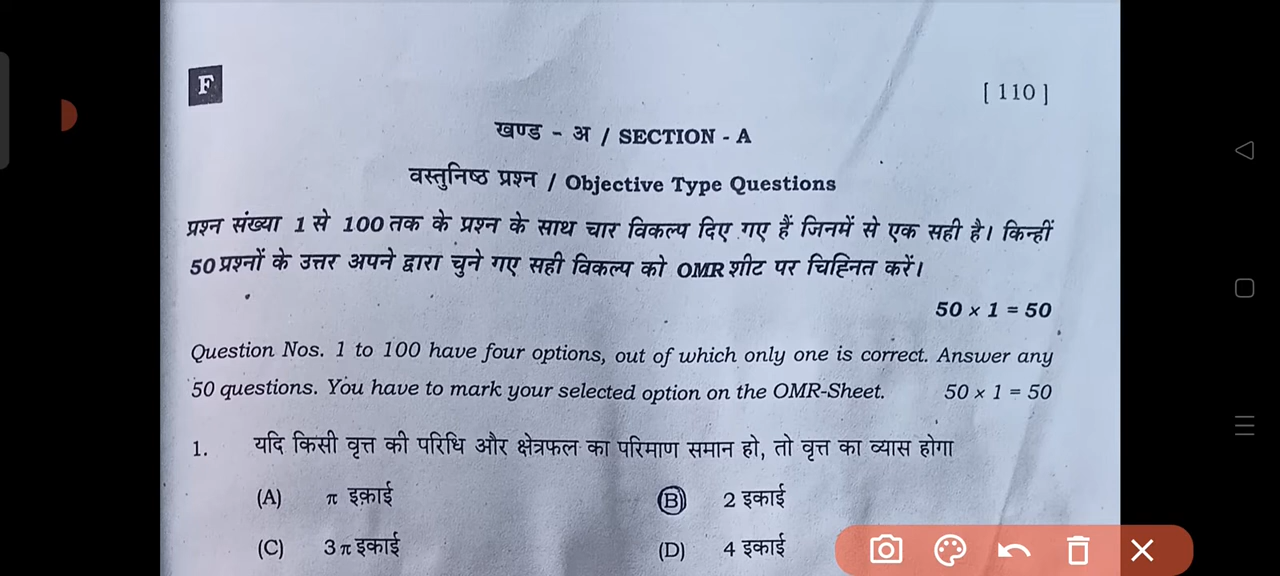 F
[ 110 ]
खण्ड - अ / SECTION - A
वस्तुनिष्ठ प्रश्न / Objective Type Questions
प्रश्न संख्या 1 से 100 तक के प्रश्न के साथ चार विकल्प दिए गए हैं जिनमें से एक सही है। किन्हीं
50 प्रश्नों के उत्तर अपने द्वारा चुने गए सही विकल्प को OMR शीट पर चिह्नित करें।
50 × 1 = 50
Question Nos. 1 to 100 have four options, out of which only one is correct. Answer any
50 questions. You have to mark your selected option on the OMR-Sheet. 50 × 1 = 50
1. यदि किसी वृत्त की परिधि और क्षेत्रफल का परिमाण समान हो, तो वृत्त का व्यास होगा
(A) π इकाई (B) 2 इकाई
(C) 3 π इकाई (D) 4 इकाई